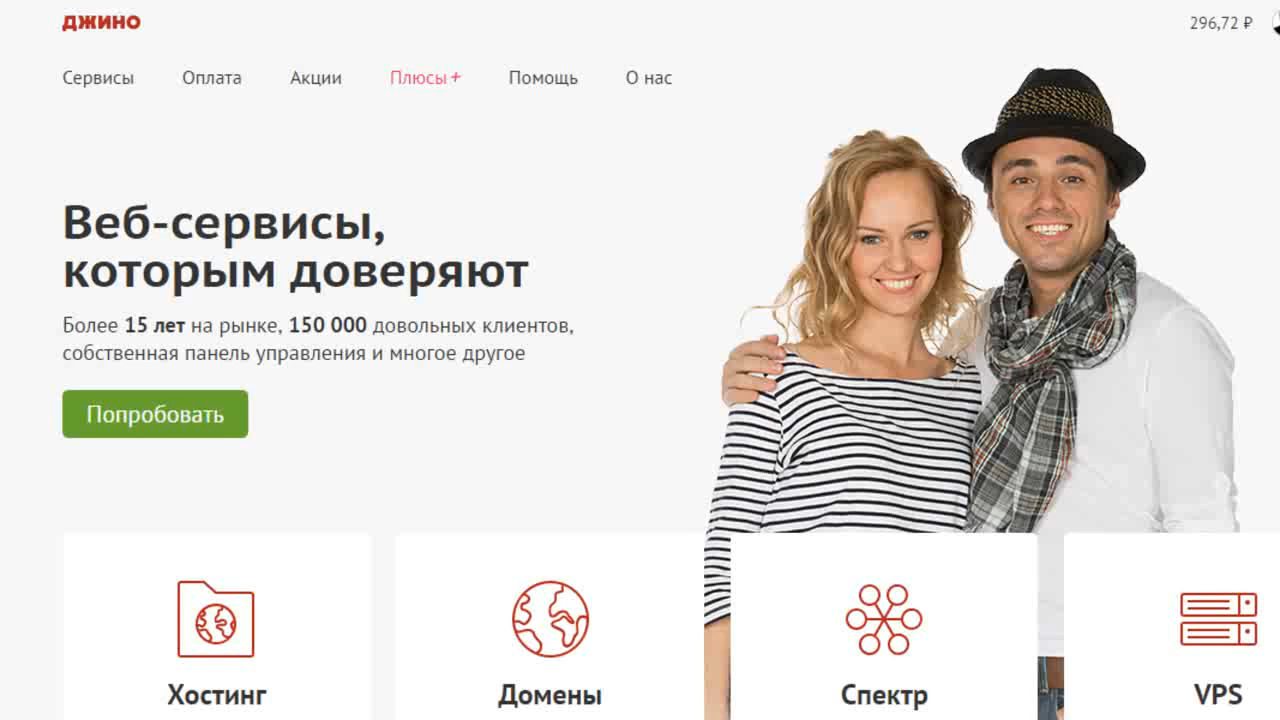 ДЖИНО
296,72 ₽
Сервисы Оплата Акции Плюсы + Помощь О нас
Веб-сервисы,
которым доверяют
Более 15 лет на рынке, 150 000 довольных клиентов,
собственная панель управления и многое другое
Попробовать
Хостинг Домены Спектр VPS